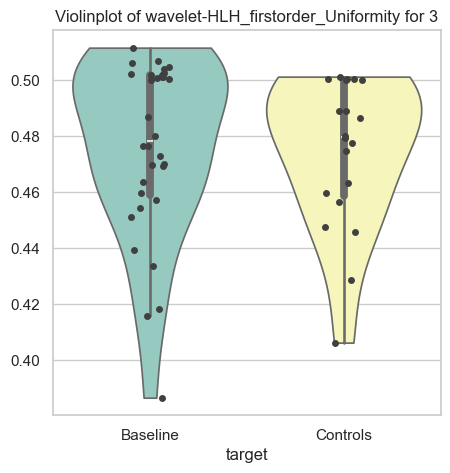 Violinplot of wavelet-HLH_firstorder_Uniformity for 3
0.50
0.48
0.46
0.44
0.42
0.40
Baseline Controls
target